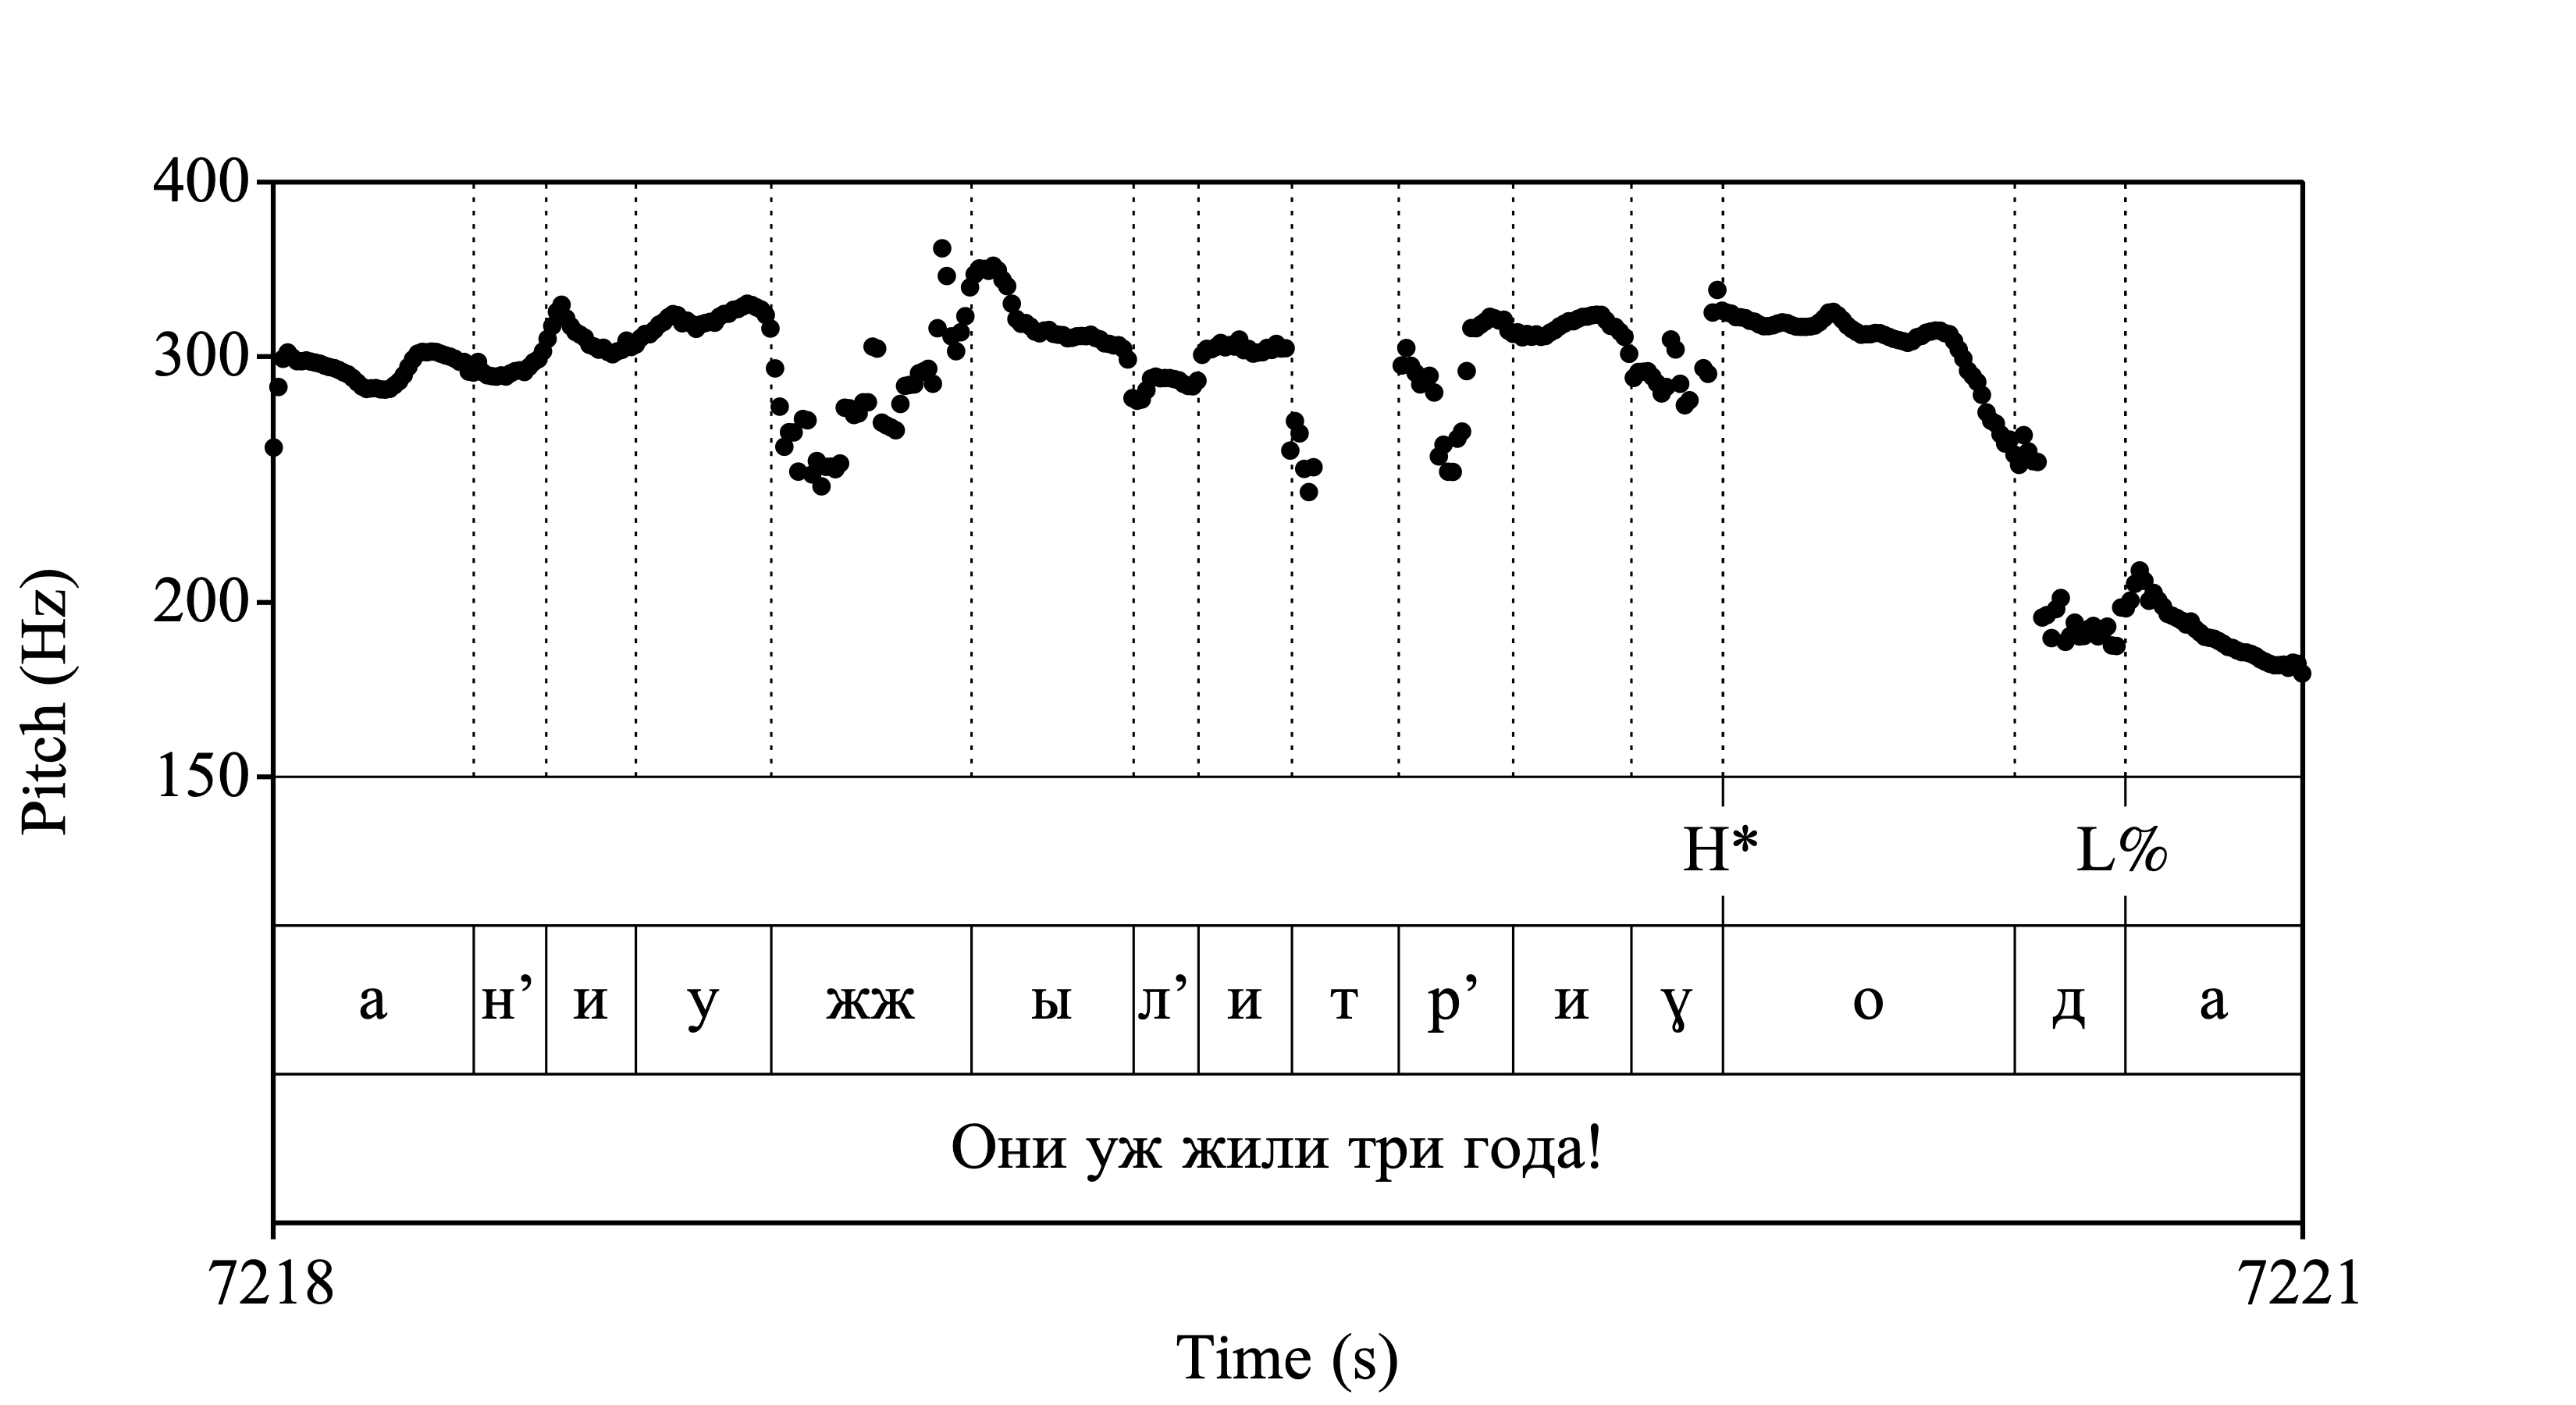 400
300
200
150
Pitch (Hz)
H* L%
а н’ и у жж ы л’ и т р’ и ɣ о д а
Они уж жили три года!
7218 7221
Time (s)